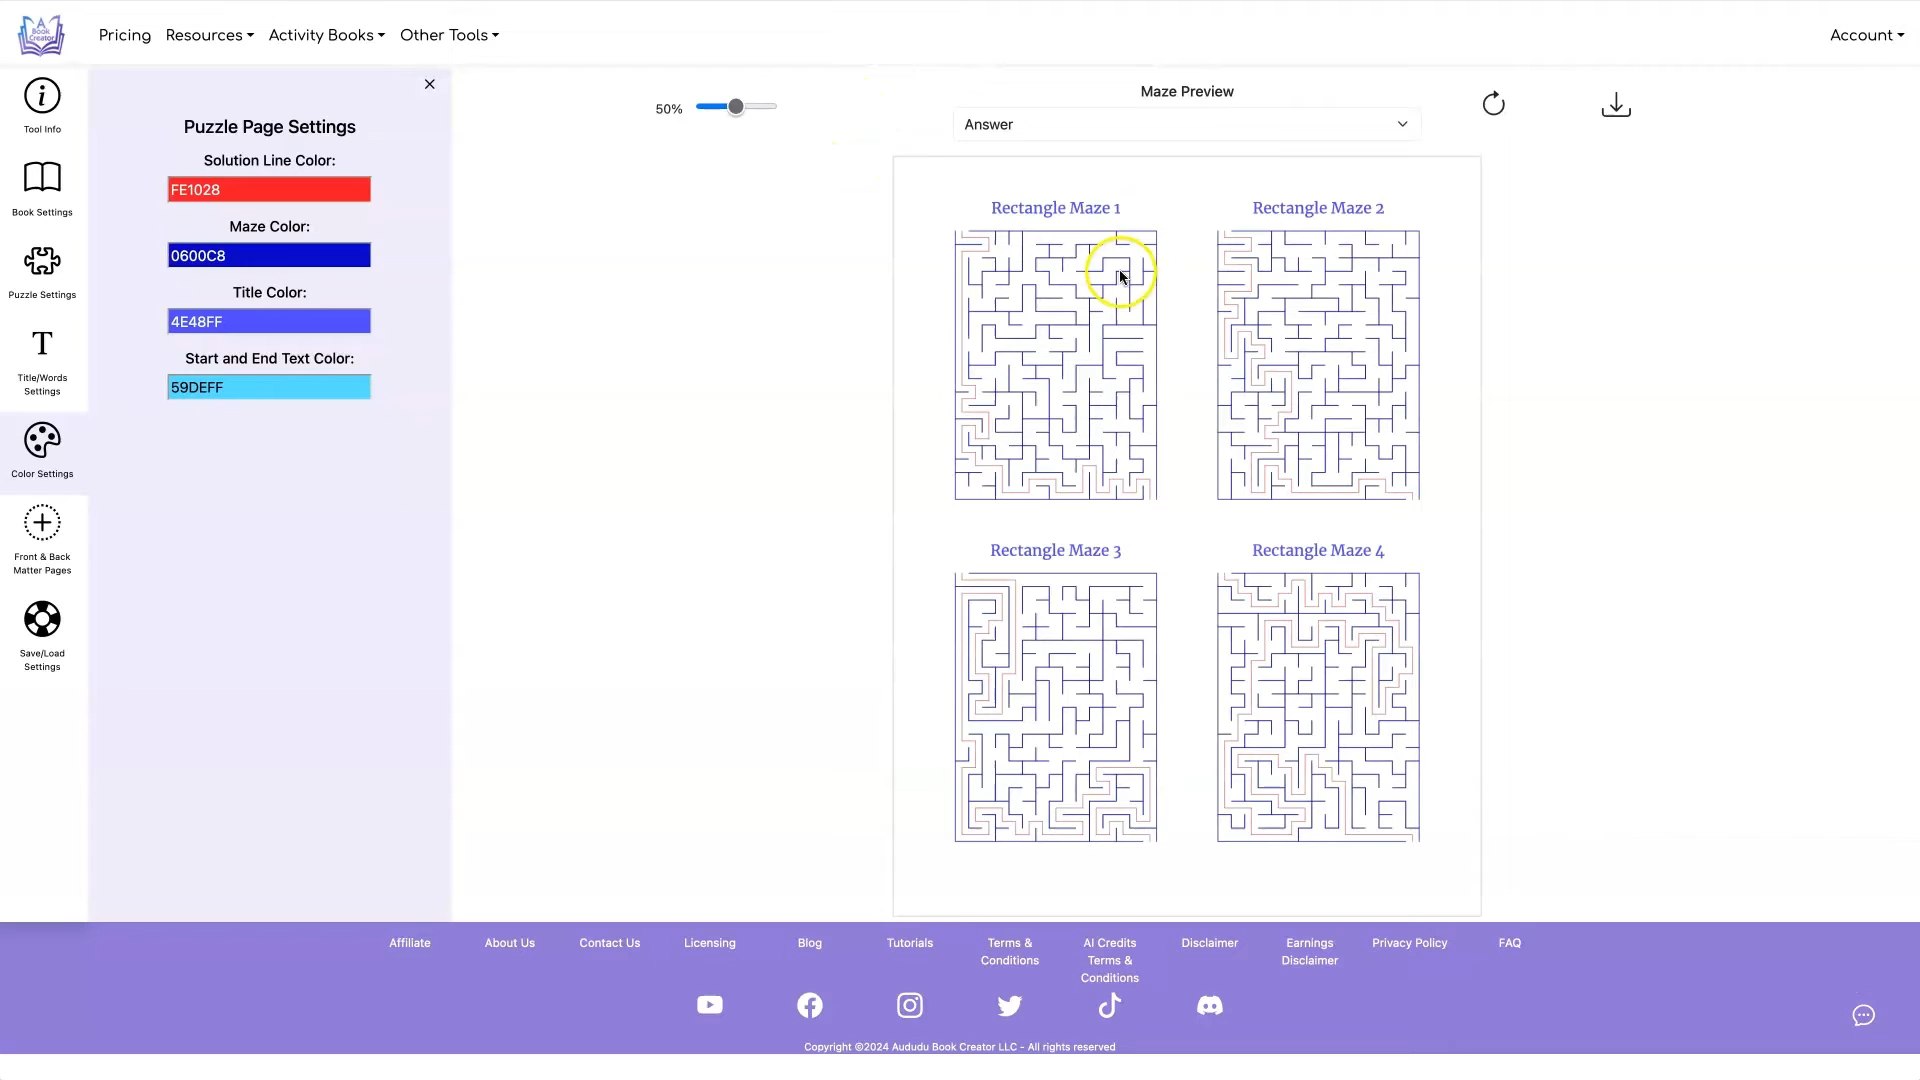 A
Book
Creator
Pricing
Resources
Activity Books
Other Tools
Account
Tool Info
Book Settings
Puzzle Settings
T
Title/Words
Settings
Color Settings
Front & Back
Matter Pages
Save/Load
Settings
Puzzle Page Settings
Solution Line Color:
FE1028
Maze Color:
0600C8
Title Color:
4E48FF
Start and End Text Color:
59DEFF
50%
Maze Preview
Answer
Rectangle Maze 1
Rectangle Maze 2
Rectangle Maze 3
Rectangle Maze 4
Affiliate
About Us
Contact Us
Licensing
Blog
Tutorials
Terms &
Conditions
AI Credits
Terms &
Conditions
Disclaimer
Earnings
Disclaimer
Privacy Policy
FAQ
Copyright ©2024 Aududu Book Creator LLC - All rights reserved